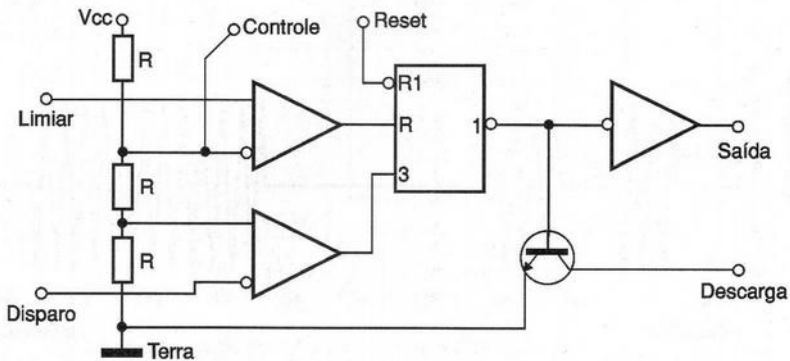 Vcc
Controle
Reset
R
R1
Limiar
R
1
Saída
R
3
R
Disparo
Descarga
Terra